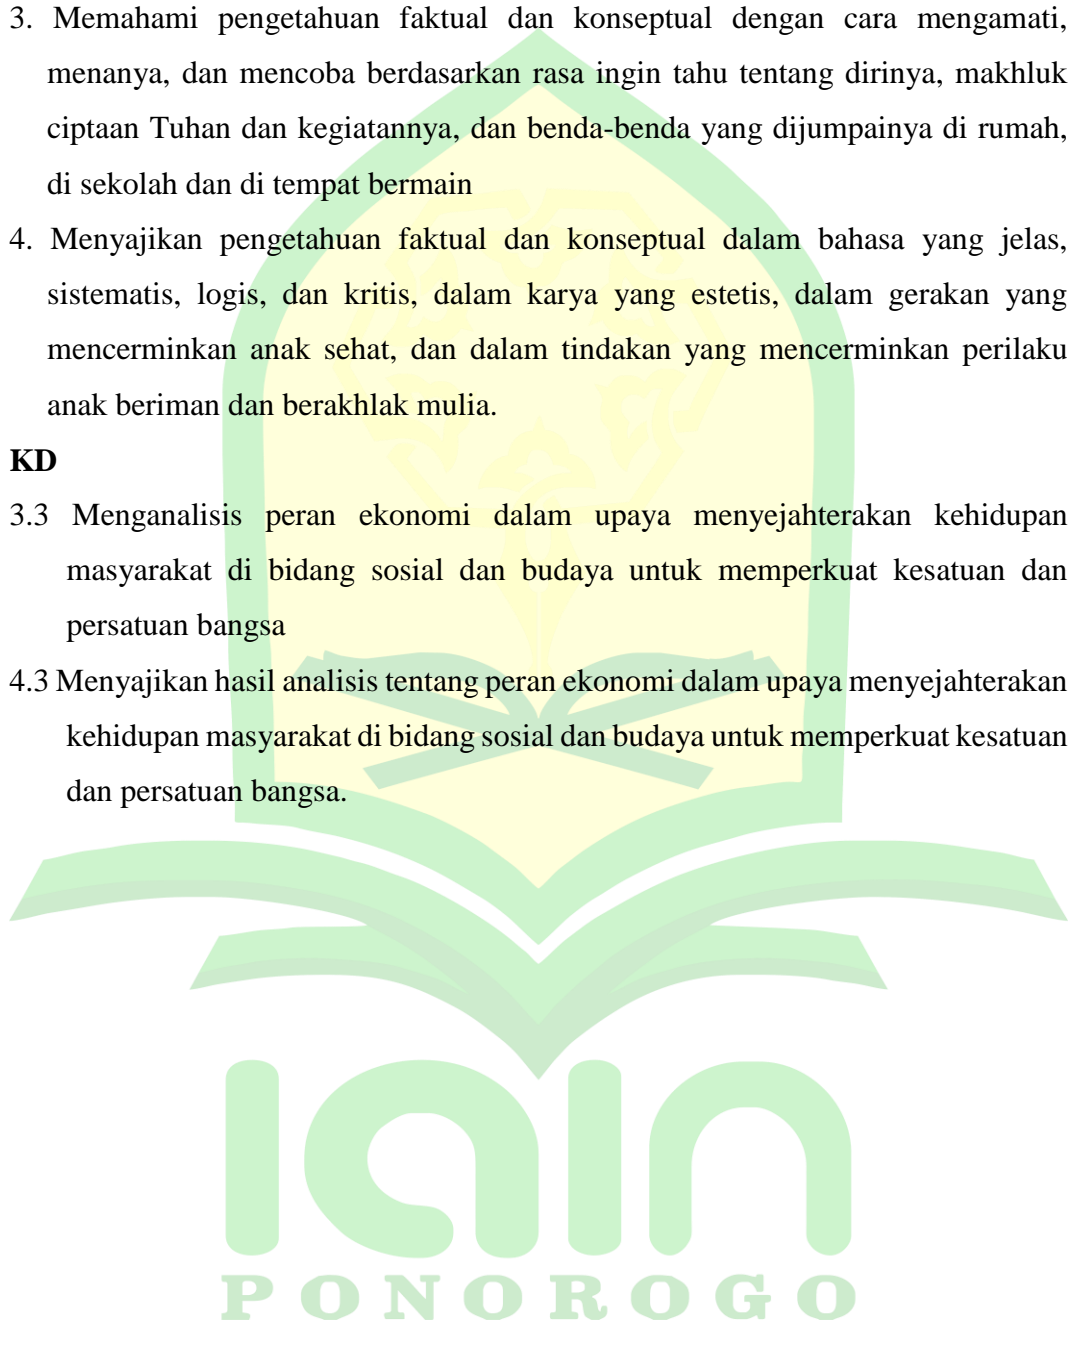 3. Memahami pengetahuan faktual dan konseptual dengan cara mengamati,
menanya, dan mencoba berdasarkan rasa ingin tahu tentang dirinya, makhluk
ciptaan Tuhan dan kegiatannya, dan benda-benda yang dijumpainya di rumah,
di sekolah dan di tempat bermain
4. Menyajikan pengetahuan faktual dan konseptual dalam bahasa yang jelas,
sistematis, logis, dan kritis, dalam karya yang estetis, dalam gerakan yang
mencerminkan anak sehat, dan dalam tindakan yang mencerminkan perilaku
anak beriman dan berakhlak mulia.
KD
3.3 Menganalisis peran ekonomi dalam upaya menyejahterakan kehidupan
masyarakat di bidang sosial dan budaya untuk memperkuat kesatuan dan
persatuan bangsa
4.3 Menyajikan hasil analisis tentang peran ekonomi dalam upaya menyejahterakan
kehidupan masyarakat di bidang sosial dan budaya untuk memperkuat kesatuan
dan persatuan bangsa.
iain
PONOROGO